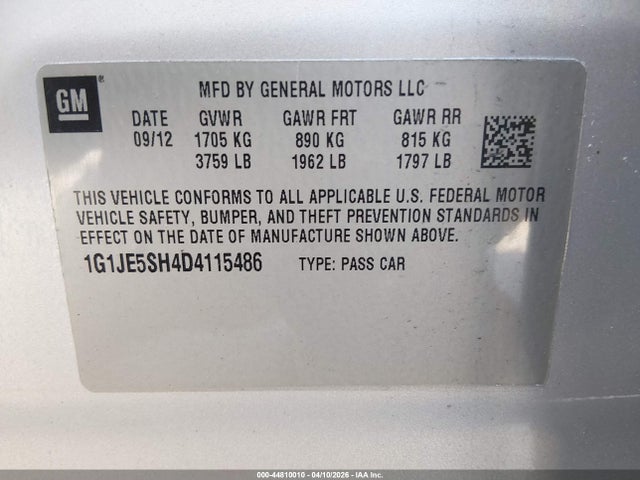 GM®
MFD BY GENERAL MOTORS LLC
DATE GVWR GAWR FRT GAWR RR
09/12 1705 KG 890 KG 815 KG
3759 LB 1962 LB 1797 LB
THIS VEHICLE CONFORMS TO ALL APPLICABLE U.S. FEDERAL MOTOR
VEHICLE SAFETY, BUMPER, AND THEFT PREVENTION STANDARDS IN
EFFECT ON THE DATE OF MANUFACTURE SHOWN ABOVE.
1G1JE5SH4D4115486 TYPE: PASS CAR
000-44810010 - 04/10/2026 - IAA Inc.